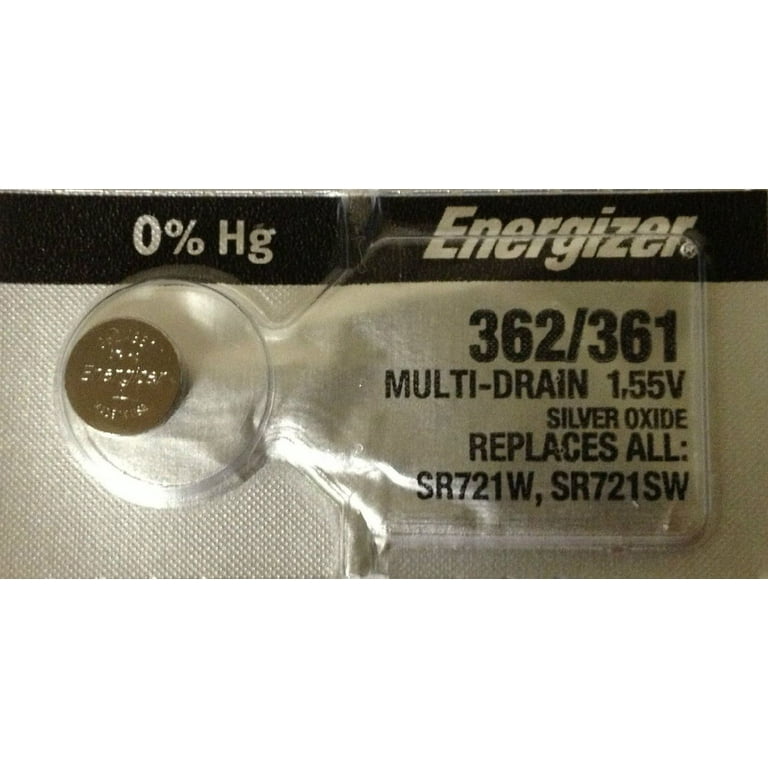 0% Hg
Energizer®
362/361
MULTI-DRAIN 1.55V
SILVER OXIDE
REPLACES ALL:
SR721W, SR721SW
Energizer